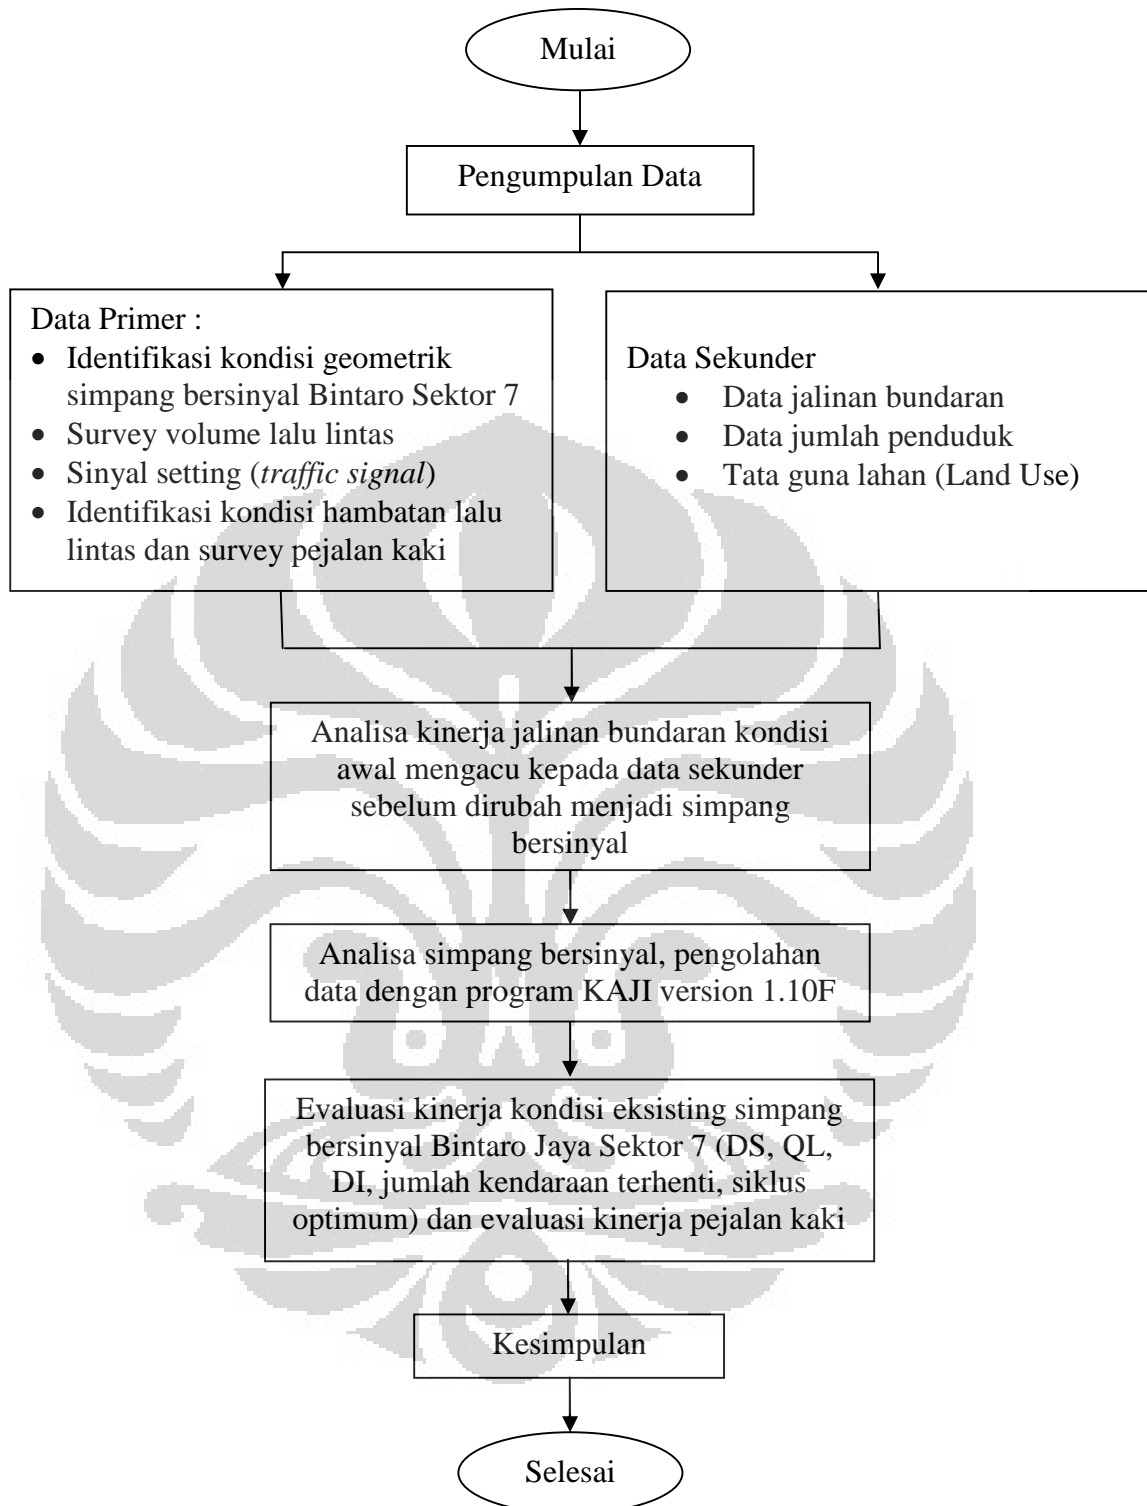 Mulai
Pengumpulan Data
Data Primer :
• Identifikasi kondisi geometrik
simpang bersinyal Bintaro Sektor 7
• Survey volume lalu lintas
• Sinyal setting (traffic signal)
• Identifikasi kondisi hambatan lalu
lintas dan survey pejalan kaki
Data Sekunder
• Data jalinan bundaran
• Data jumlah penduduk
• Tata guna lahan (Land Use)
Analisa kinerja jalinan bundaran kondisi
awal mengacu kepada data sekunder
sebelum dirubah menjadi simpang
bersinyal
Analisa simpang bersinyal, pengolahan
data dengan program KAJI version 1.10F
Evaluasi kinerja kondisi eksisting simpang
bersinyal Bintaro Jaya Sektor 7 (DS, QL,
DI, jumlah kendaraan terhenti, siklus
optimum) dan evaluasi kinerja pejalan kaki
Kesimpulan
Selesai